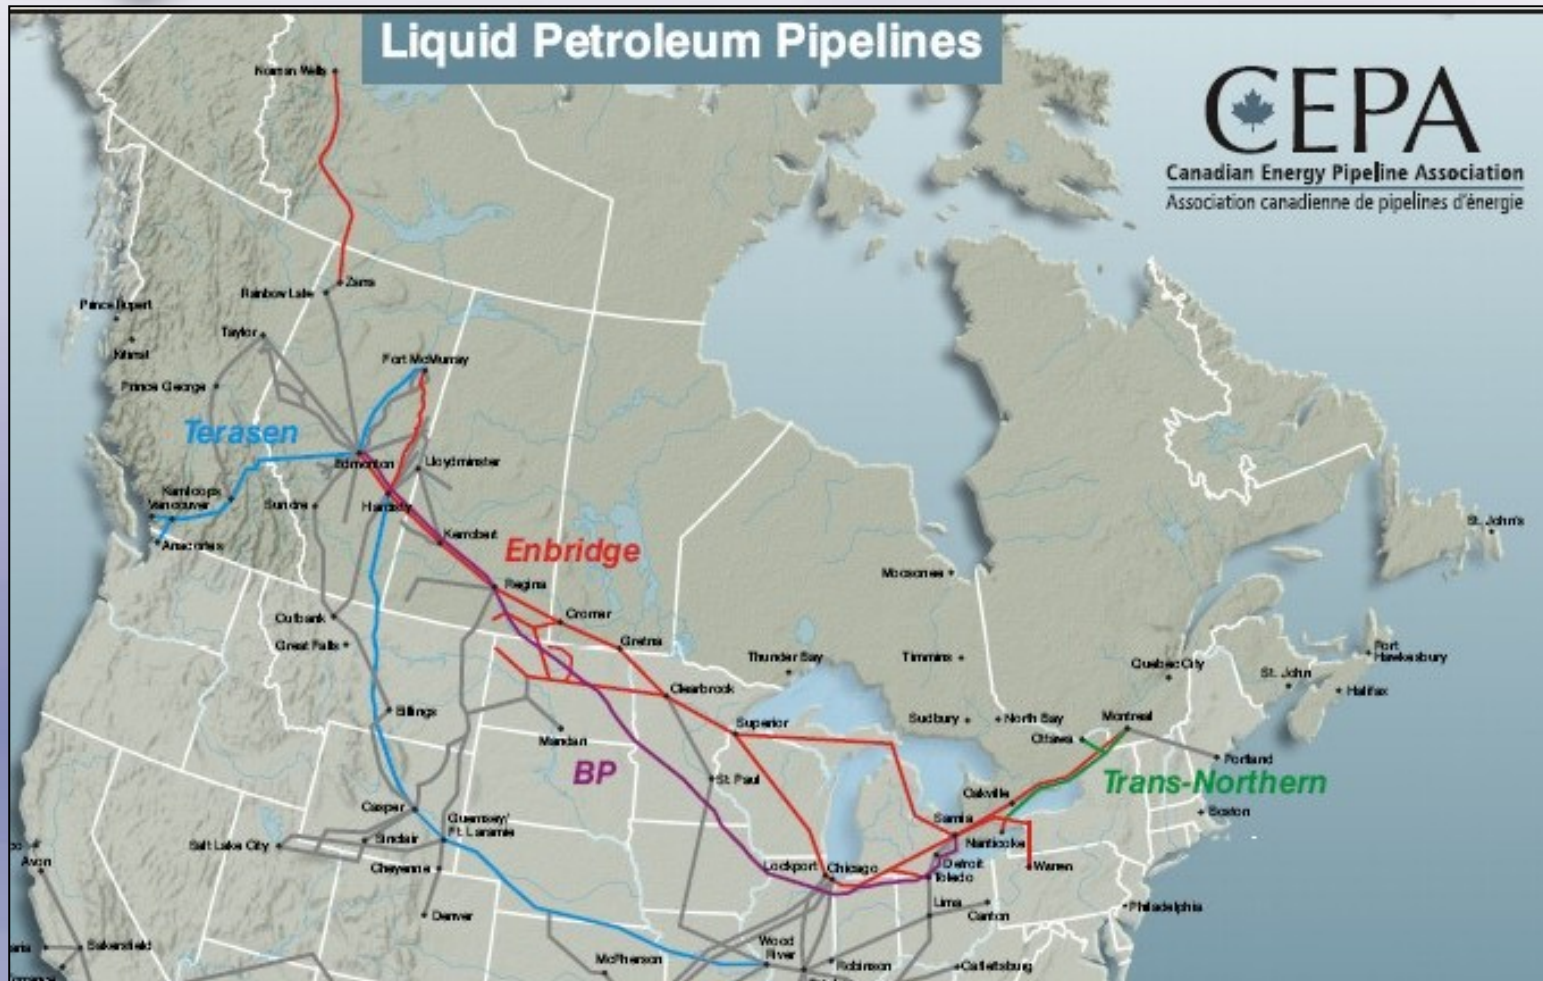 Liquid Petroleum Pipelines
CEPA
Canadian Energy Pipeline Association
Association canadienne de pipelines d'énergie
Norman Wells
Zama
Rainbow Lake
Prince Rupert
Taylor
Kitimat
Fort McMurray
Prince George
Terasen
Edmonton
Lloydminster
Kamloops
Vancouver
Sundre
Hardisty
Anacortes
Kerrobert
Enbridge
St. John's
Moosonee
Regina
Cromer
Cutbank
Great Falls
Gretna
Thunder Bay
Timmins
Quebec City
Port
Hawkesbury
St. John
Halifax
Clearbrook
Billings
Mandan
Superior
Sudbury
North Bay
Ottawa
Montreal
Portland
BP
St. Paul
Trans-Northern
Oakville
Boston
Casper
Guernsey/
Ft. Laramie
Sarnia
Salt Lake City
Sinclair
Nanticoke
Avon
Cheyenne
Lockport
Chicago
Detroit
Toledo
Warren
Denver
Lima
Canton
Philadelphia
Bakersfield
McPherson
Wood
River
Robinson
Catlettsburg